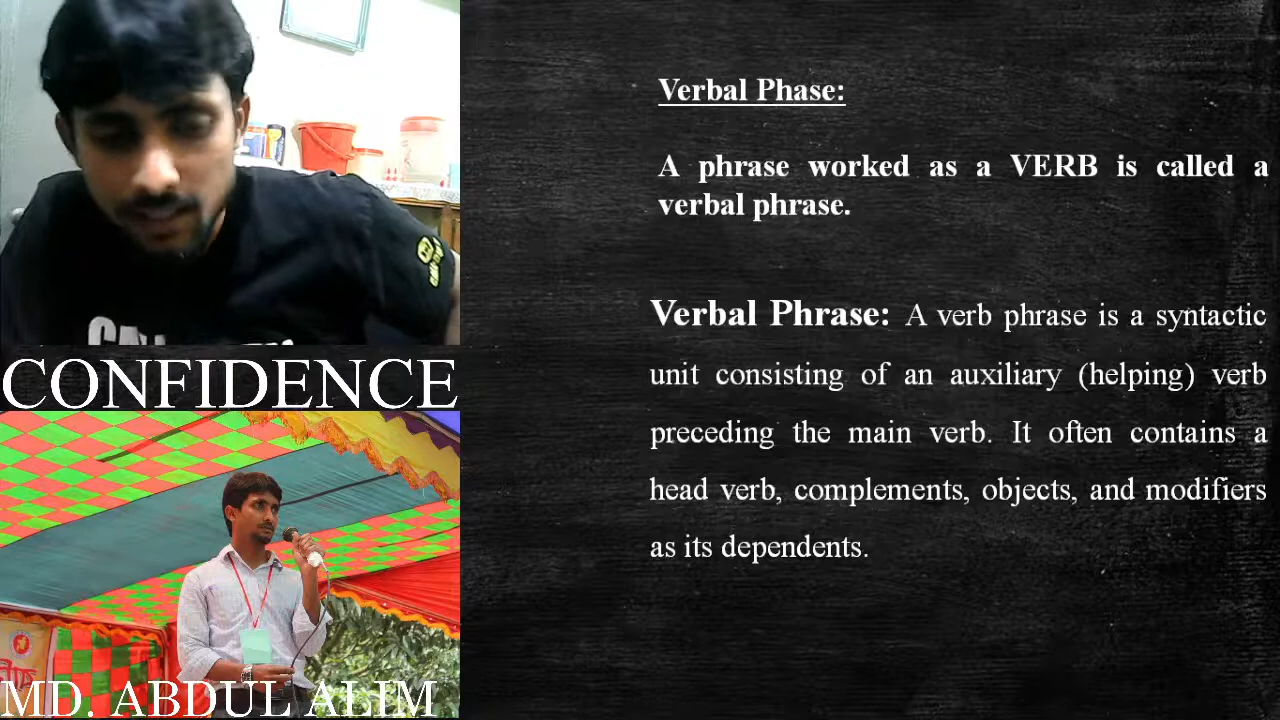 Verbal Phase:
A phrase worked as a VERB is called a
verbal phrase.
Verbal Phrase: A verb phrase is a syntactic
unit consisting of an auxiliary (helping) verb
preceding the main verb. It often contains a
head verb, complements, objects, and modifiers
as its dependents.
CONFIDENCE
MD. ABDUL ALIM